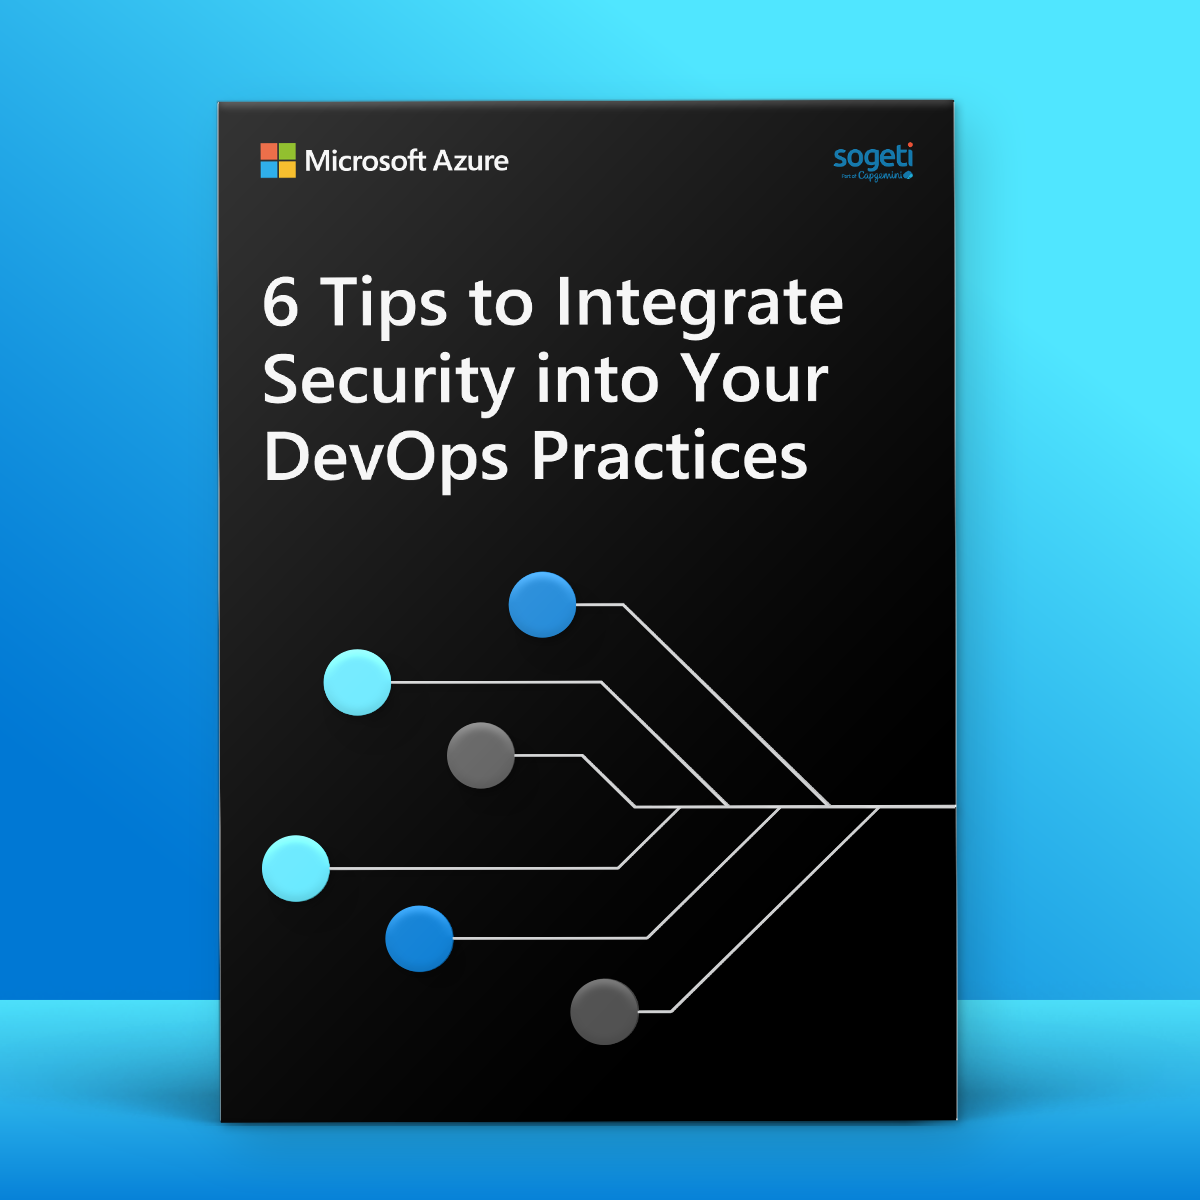 Microsoft Azure
sogeti
Part of Capgemini
6 Tips to Integrate
Security into Your
DevOps Practices